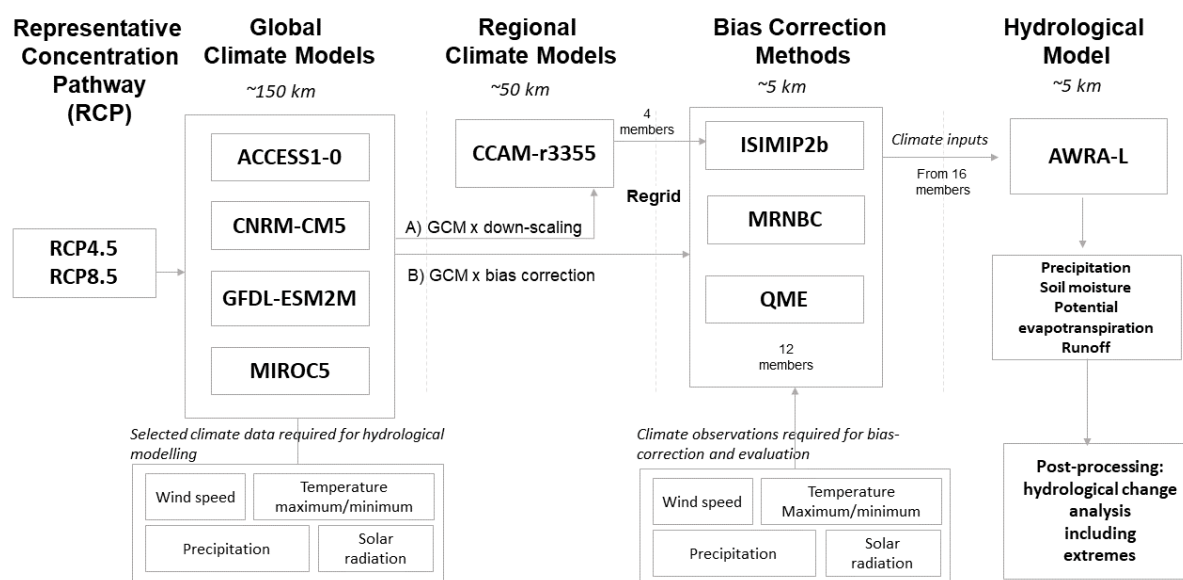 Representative
Concentration
Pathway
(RCP)
Global
Climate Models
~150 km
Regional
Climate Models
~50 km
Bias Correction
Methods
~5 km
Hydrological
Model
~5 km
RCP4.5
RCP8.5
ACCESS1-0
CNRM-CM5
GFDL-ESM2M
MIROC5
CCAM-r3355
4
members
Regrid
A) GCM x down-scaling
B) GCM x bias correction
ISIMIP2b
MRNBC
QME
12
members
Climate inputs
From 16
members
AWRA-L
Precipitation
Soil moisture
Potential
evapotranspiration
Runoff
Post-processing:
hydrological change
analysis
including
extremes
Selected climate data required for hydrological
modelling
Wind speed
Temperature
maximum/minimum
Precipitation
Solar
radiation
Climate observations required for bias-
correction and evaluation
Wind speed
Temperature
Maximum/minimum
Precipitation
Solar
radiation